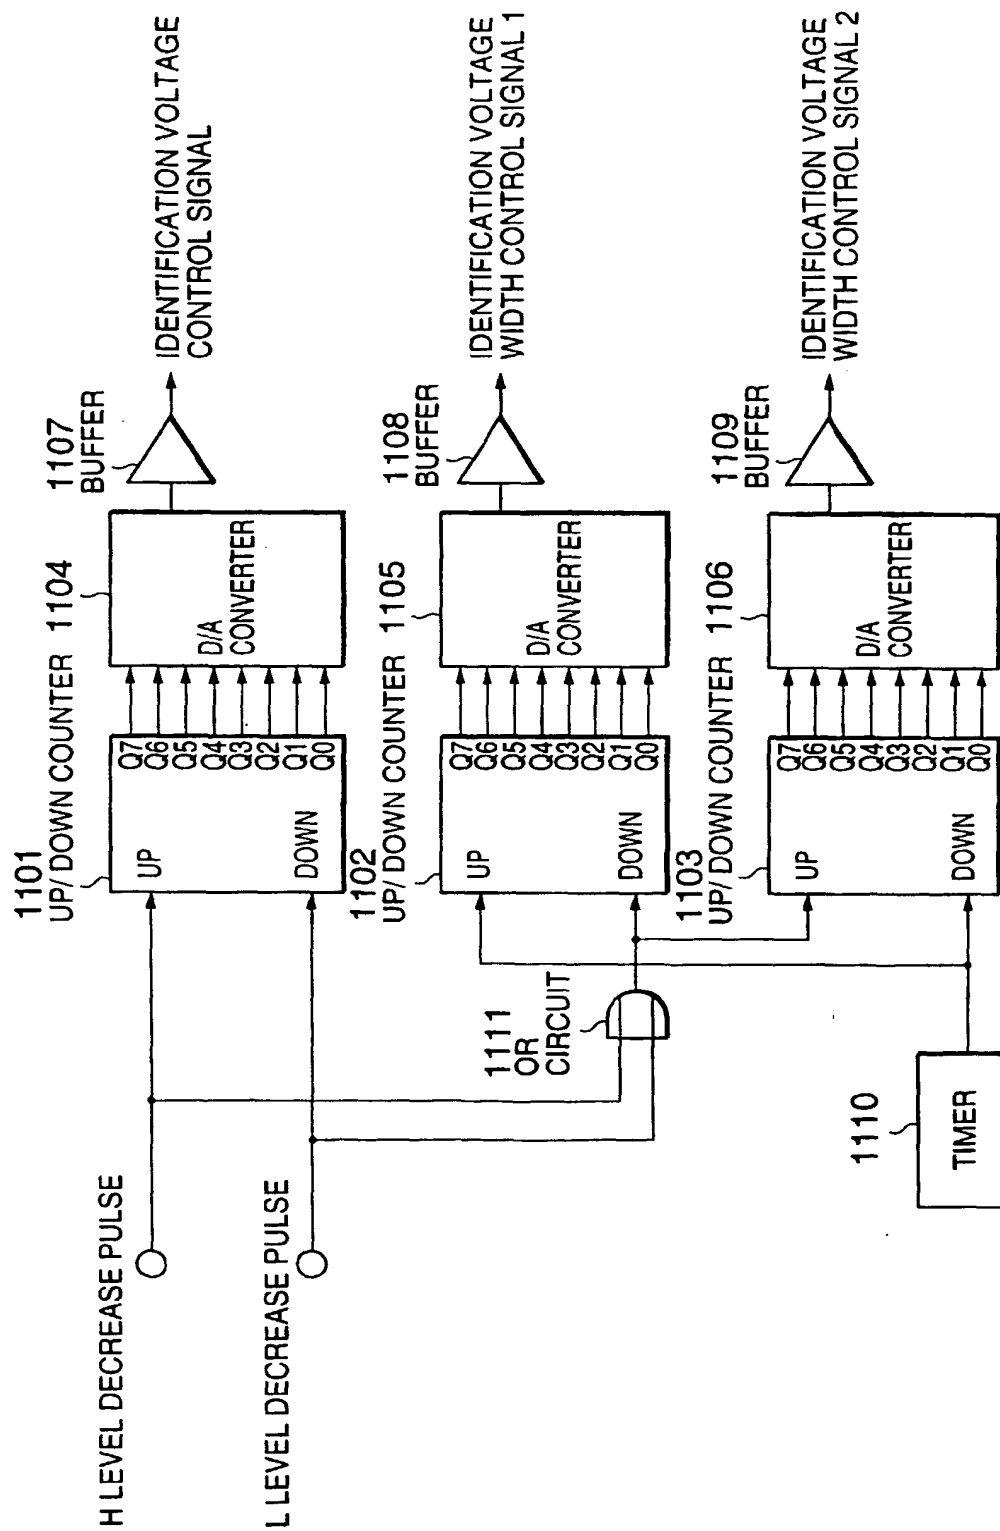 H LEVEL DECREASE PULSE
L LEVEL DECREASE PULSE
1101
UP/DOWN COUNTER
UP
DOWN
Q7
Q6
Q5
Q4
Q3
Q2
Q1
Q0
1104
D/A
CONVERTER
1107
BUFFER
IDENTIFICATION VOLTAGE
CONTROL SIGNAL
1111
OR
CIRCUIT
1102
UP/DOWN COUNTER
UP
DOWN
Q7
Q6
Q5
Q4
Q3
Q2
Q1
Q0
1105
D/A
CONVERTER
1108
BUFFER
IDENTIFICATION VOLTAGE
WIDTH CONTROL SIGNAL 1
1110
TIMER
1103
UP/DOWN COUNTER
UP
DOWN
Q7
Q6
Q5
Q4
Q3
Q2
Q1
Q0
1106
D/A
CONVERTER
1109
BUFFER
IDENTIFICATION VOLTAGE
WIDTH CONTROL SIGNAL 2